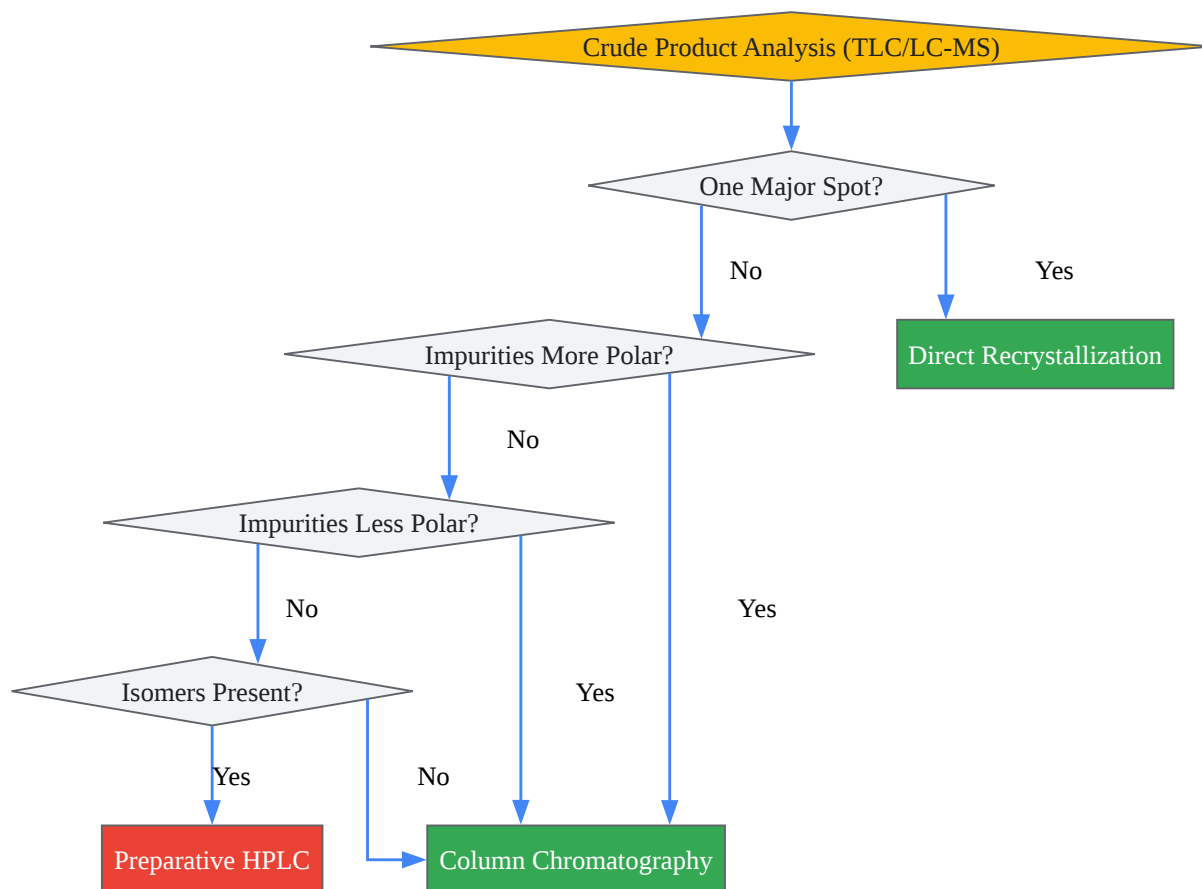 Crude Product Analysis (TLC/LC-MS)
One Major Spot?
No
Yes
Impurities More Polar?
Direct Recrystallization
No
Impurities Less Polar?
No
Yes
Isomers Present?
Yes
Yes
No
Preparative HPLC
Column Chromatography